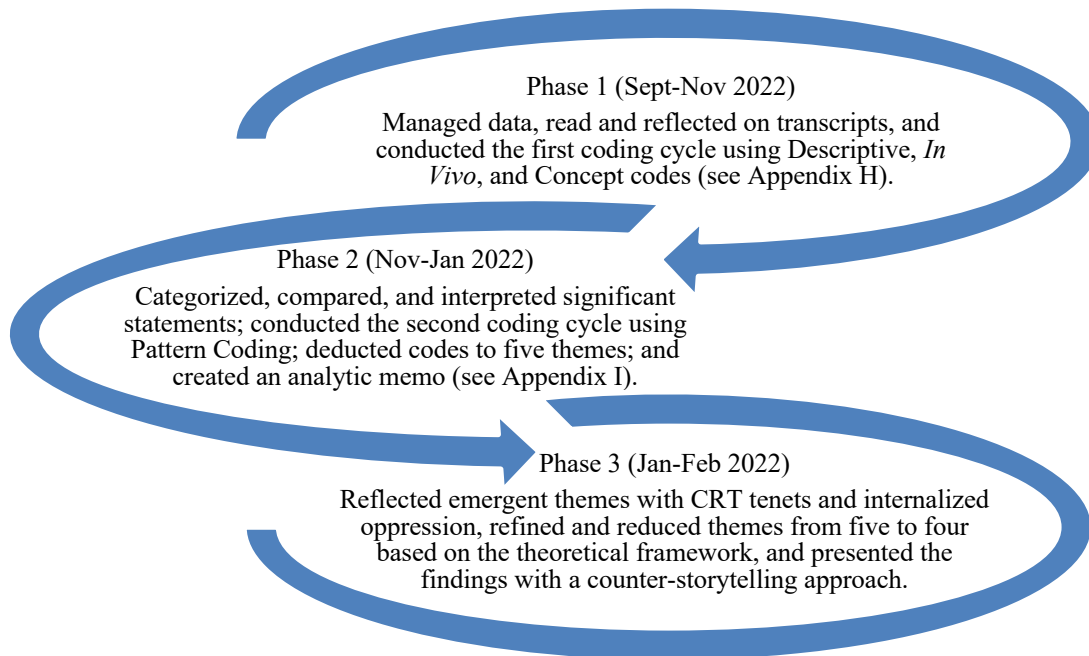 Phase 1 (Sept-Nov 2022)
Managed data, read and reflected on transcripts, and
conducted the first coding cycle using Descriptive, In
Vivo, and Concept codes (see Appendix H).
Phase 2 (Nov-Jan 2022)
Categorized, compared, and interpreted significant
statements; conducted the second coding cycle using
Pattern Coding; deducted codes to five themes; and
created an analytic memo (see Appendix I).
Phase 3 (Jan-Feb 2022)
Reflected emergent themes with CRT tenets and internalized
oppression, refined and reduced themes from five to four
based on the theoretical framework, and presented the
findings with a counter-storytelling approach.